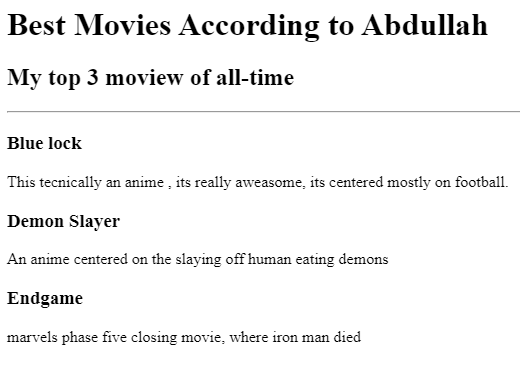 Best Movies According to Abdullah
My top 3 moview of all-time
Blue lock
This tecnically an anime , its really aweasome, its centered mostly on football.
Demon Slayer
An anime centered on the slaying off human eating demons
Endgame
marvels phase five closing movie, where iron man died